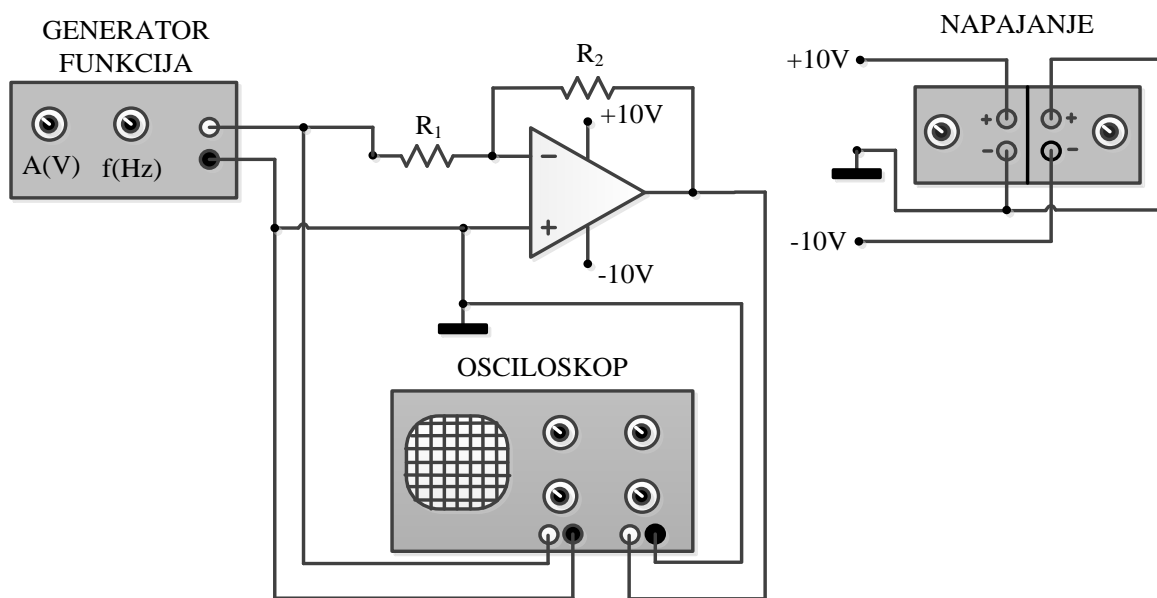 GENERATOR
FUNKCIJA
A(V)
f(Hz)
R₁
R₂
+10V
−
+
-10V
OSCILOSKOP
NAPAJANJE
+10V
+
+
−
-
-10V